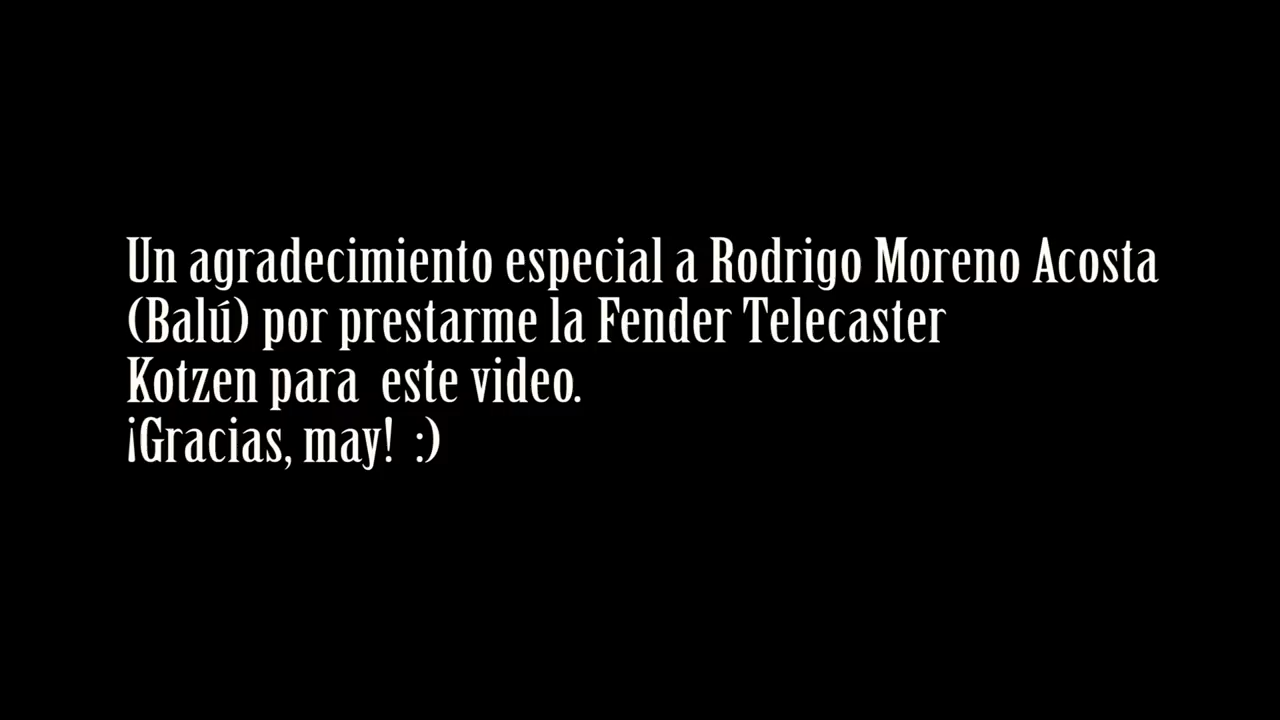 Un agradecimiento especial a Rodrigo Moreno Acosta
(Balú) por prestarme la Fender Telecaster
Kotzen para  este video.
¡Gracias, may!  :)